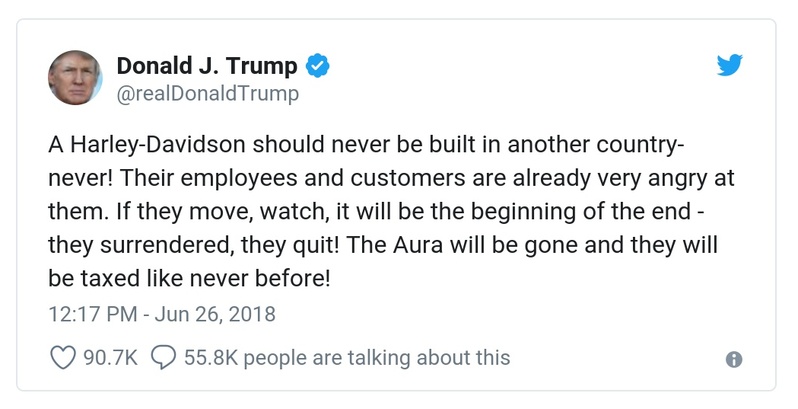 Donald J. Trump
@realDonaldTrump
A Harley-Davidson should never be built in another country-
never! Their employees and customers are already very angry at
them. If they move, watch, it will be the beginning of the end -
they surrendered, they quit! The Aura will be gone and they will
be taxed like never before!
12:17 PM - Jun 26, 2018
90.7K 55.8K people are talking about this